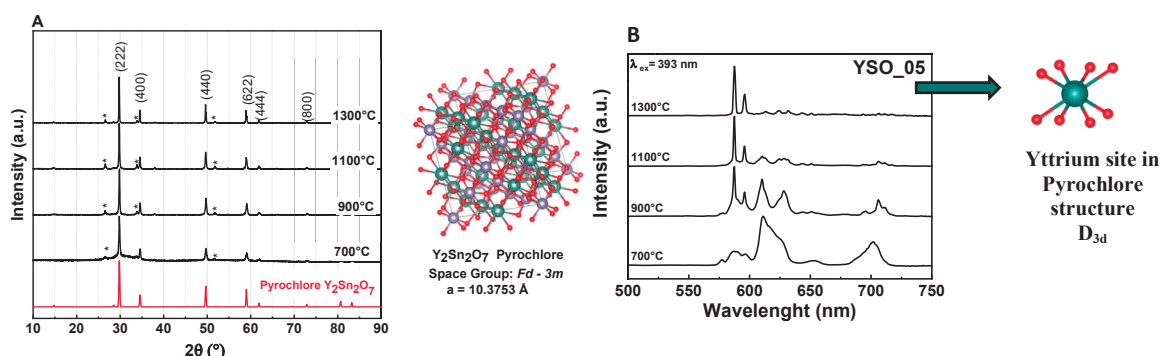 A
(222)
(400)
(440)
(622)
(444)
(800)
* * * 1300°C
* * * 1100°C
* * * 900°C
* * 700°C
Pyrochlore Y₂Sn₂O₇
Intensity (a.u.)
10 20 30 40 50 60 70 80 90
2θ (°)
Y₂Sn₂O₇ Pyrochlore
Space Group: Fd - 3m
a = 10.3753 Å
B
λex= 393 nm
YSO_05
1300°C
1100°C
900°C
700°C
Intensity (a.u.)
500 550 600 650 700 750
Wavelenght (nm)
Yttrium site in
Pyrochlore
structure
D₃d